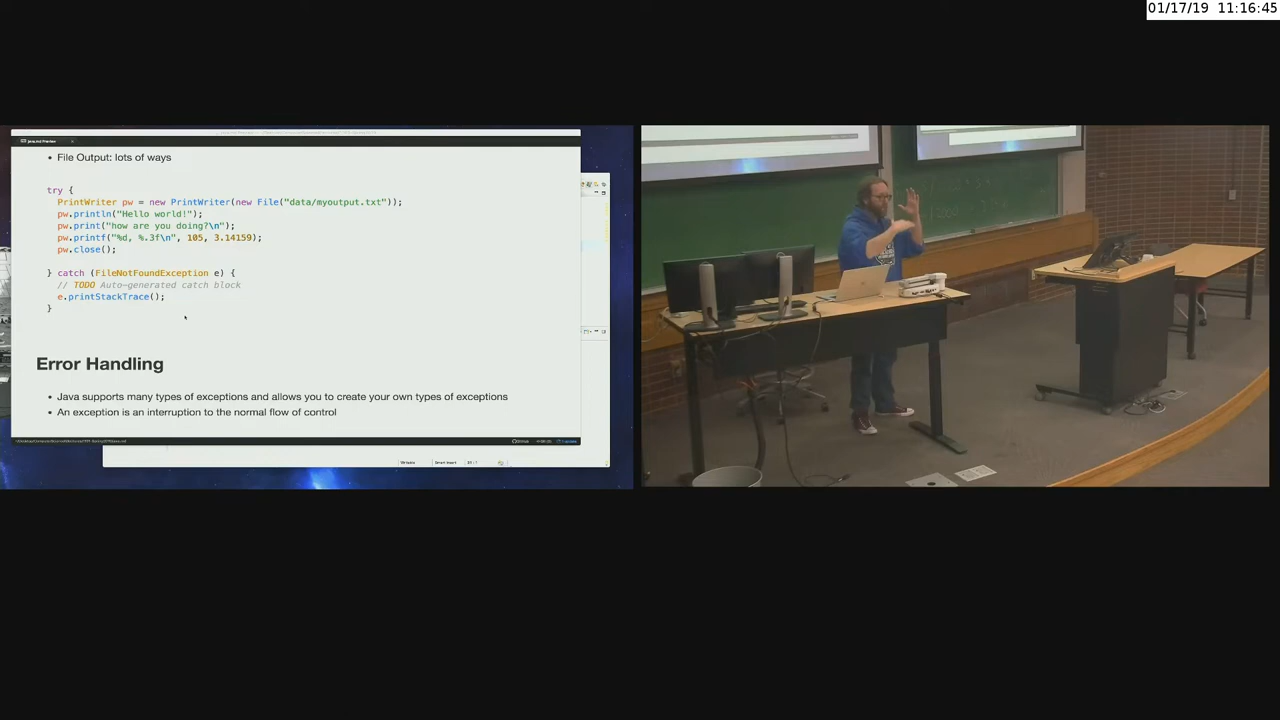 01/17/19 11:16:45
• File Output: lots of ways
try {
PrintWriter pw = new PrintWriter(new File("data/myoutput.txt"));
pw.println("Hello world!");
pw.print("how are you doing?\n");
pw.printf("%d, %.3f\n", 105, 3.14159);
pw.close();
} catch (FileNotFoundException e) {
// TODO Auto-generated catch block
e.printStackTrace();
}
Error Handling
• Java supports many types of exceptions and allows you to create your own types of exceptions
• An exception is an interruption to the normal flow of control